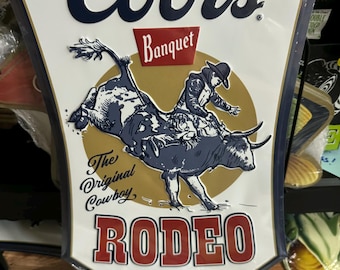 Coors®
Banquet
The
Original
Cowboy
RODEO